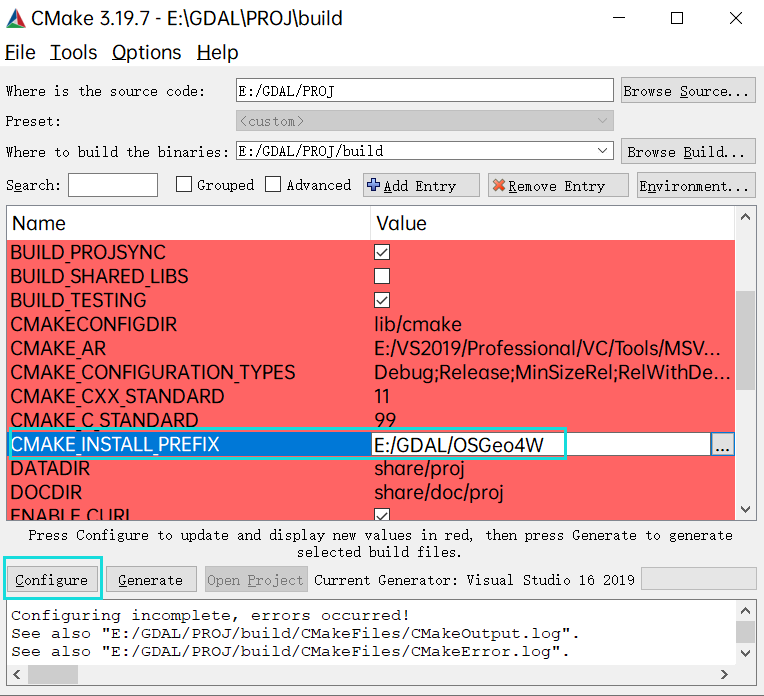 CMake 3.19.7 - E:\GDAL\PROJ\build
File Tools Options Help
Where is the source code: E:/GDAL/PROJ Browse Source...
Preset: <custom>
Where to build the binaries: E:/GDAL/PROJ/build Browse Build...
Search: Grouped Advanced Add Entry Remove Entry Environment...
Name Value
BUILD_PROJSYNC
BUILD_SHARED_LIBS
BUILD_TESTING
CMAKECONFIGDIR lib/cmake
CMAKE_AR E:/VS2019/Professional/VC/Tools/MSV...
CMAKE_CONFIGURATION_TYPES Debug;Release;MinSizeRel;RelWithDe...
CMAKE_CXX_STANDARD 11
CMAKE_C_STANDARD 99
CMAKE_INSTALL_PREFIX E:/GDAL/OSGeo4W ...
DATADIR share/proj
DOCDIR share/doc/proj
ENABLE_CURL
Press Configure to update and display new values in red, then press Generate to generate
selected build files.
Configure Generate Open Project Current Generator: Visual Studio 16 2019
Configuring incomplete, errors occurred!
See also "E:/GDAL/PROJ/build/CMakeFiles/CMakeOutput.log".
See also "E:/GDAL/PROJ/build/CMakeFiles/CMakeError.log".